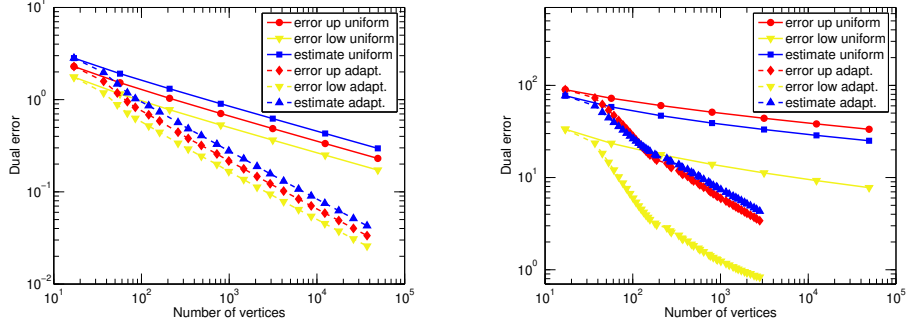 10^1
10^0
10^-1
10^-2
Dual error
10^1 10^2 10^3 10^4 10^5
Number of vertices
error up uniform
error low uniform
estimate uniform
error up adapt.
error low adapt.
estimate adapt.
10^2
10^1
10^0
Dual error
10^1 10^2 10^3 10^4 10^5
Number of vertices
error up uniform
error low uniform
estimate uniform
error up adapt.
error low adapt.
estimate adapt.